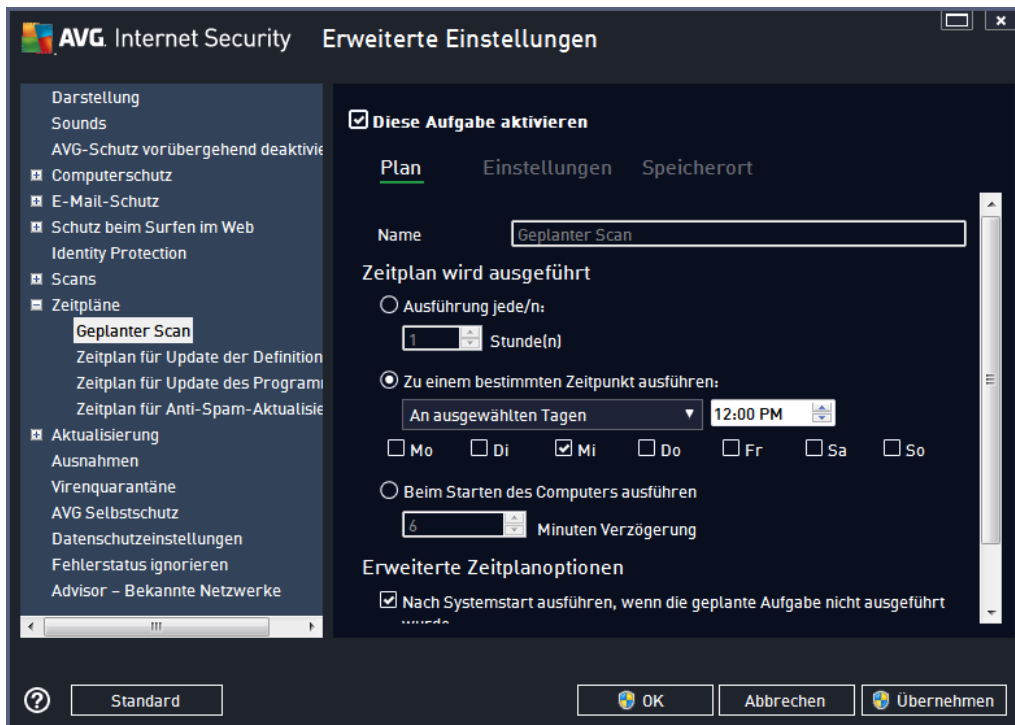 AVG. Internet Security Erweiterte Einstellungen
Darstellung
Sounds
AVG-Schutz vorübergehend deaktivie
Computerschutz
E-Mail-Schutz
Schutz beim Surfen im Web
Identity Protection
Scans
Zeitpläne
Geplanter Scan
Zeitplan für Update der Definition
Zeitplan für Update des Program
Zeitplan für Anti-Spam-Aktualisie
Aktualisierung
Ausnahmen
Virenquarantäne
AVG Selbstschutz
Datenschutzeinstellungen
Fehlerstatus ignorieren
Advisor – Bekannte Netzwerke
Diese Aufgabe aktivieren
Plan Einstellungen Speicherort
Name Geplanter Scan
Zeitplan wird ausgeführt
Ausführung jede/n:
1 Stunde(n)
Zu einem bestimmten Zeitpunkt ausführen:
An ausgewählten Tagen 12:00 PM
Mo Di Mi Do Fr Sa So
Beim Starten des Computers ausführen
6 Minuten Verzögerung
Erweiterte Zeitplanoptionen
Nach Systemstart ausführen, wenn die geplante Aufgabe nicht ausgeführt
wurde
Standard OK Abbrechen Übernehmen